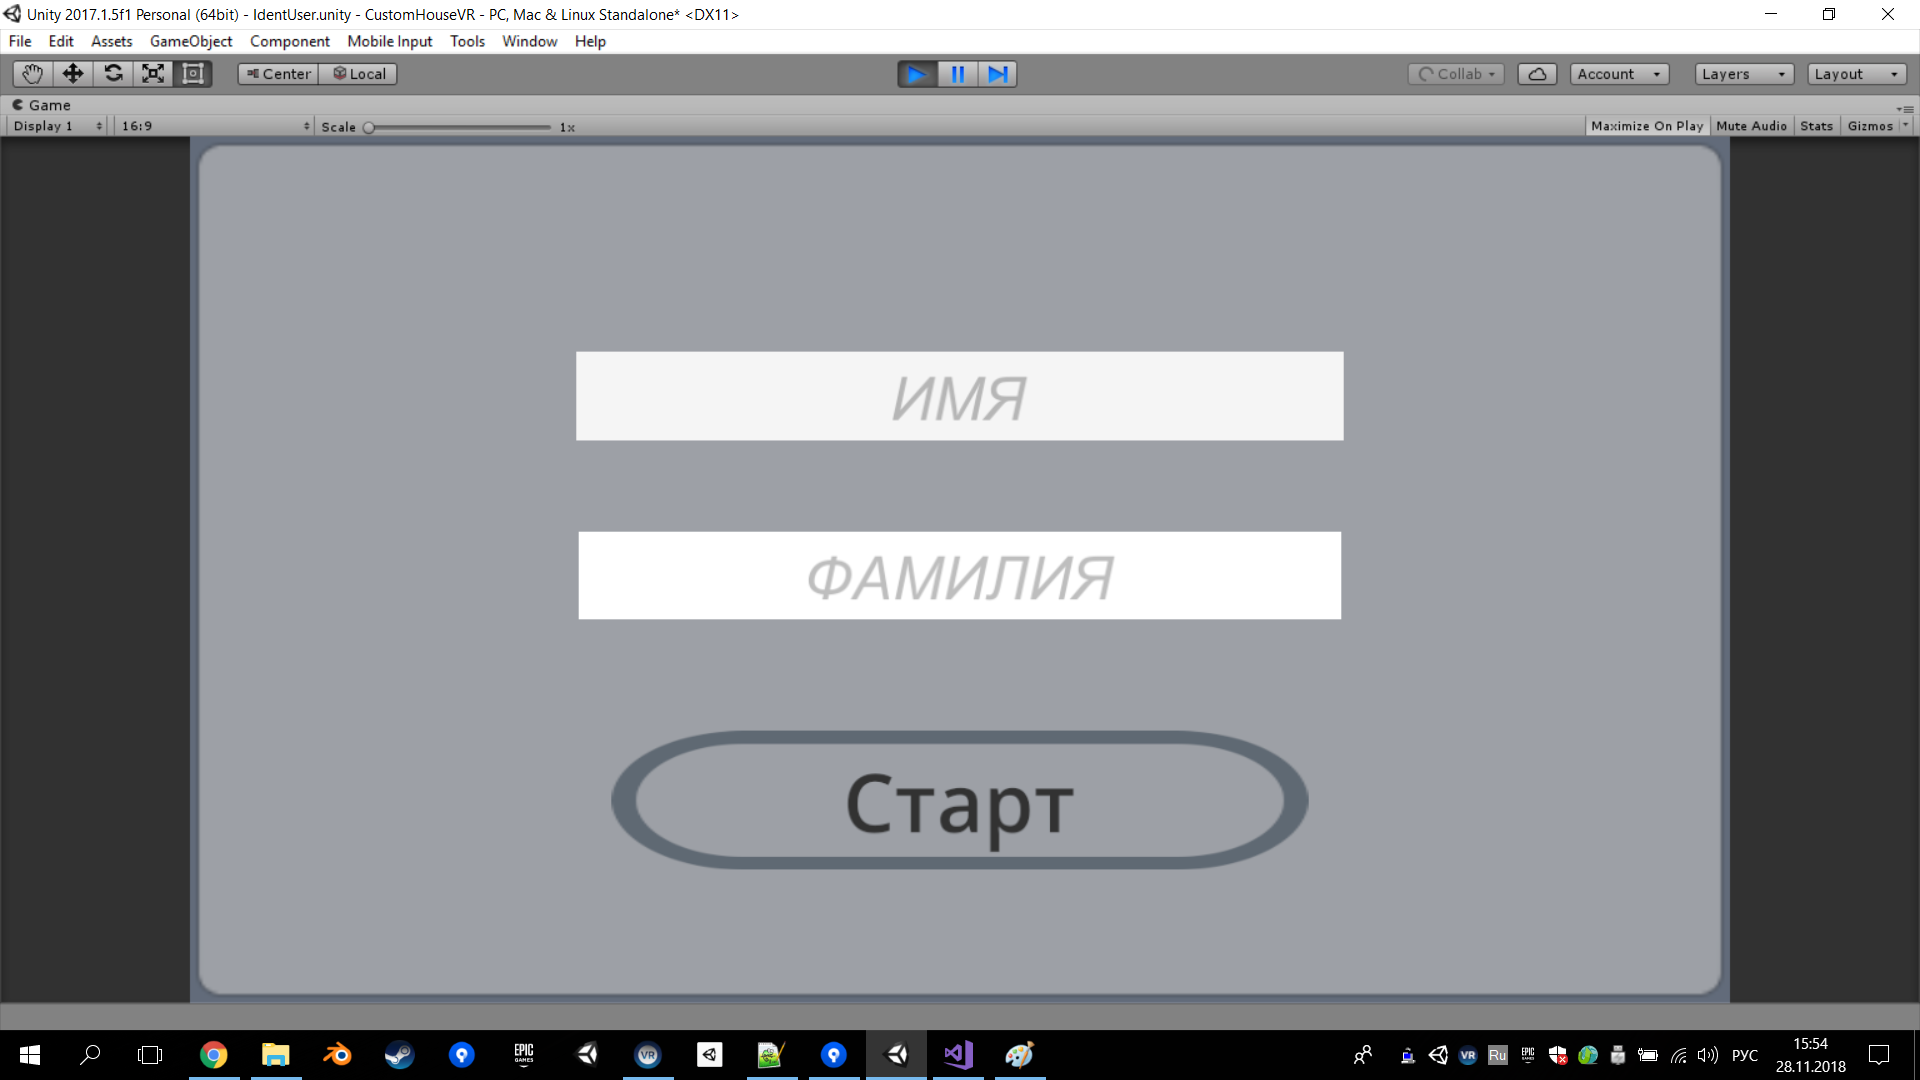 Unity 2017.1.5f1 Personal (64bit) - IdentUser.unity - CustomHouseVR - PC, Mac & Linux Standalone* <DX11>
File Edit Assets GameObject Component Mobile Input Tools Window Help
Center Local Collab Account Layers Layout
Game
Display 1 16:9 Scale 1x Maximize On Play Mute Audio Stats Gizmos
ИМЯ
ФАМИЛИЯ
Старт
EPIC GAMES VR VR Ru EPIC GAMES РУС 15:54
28.11.2018